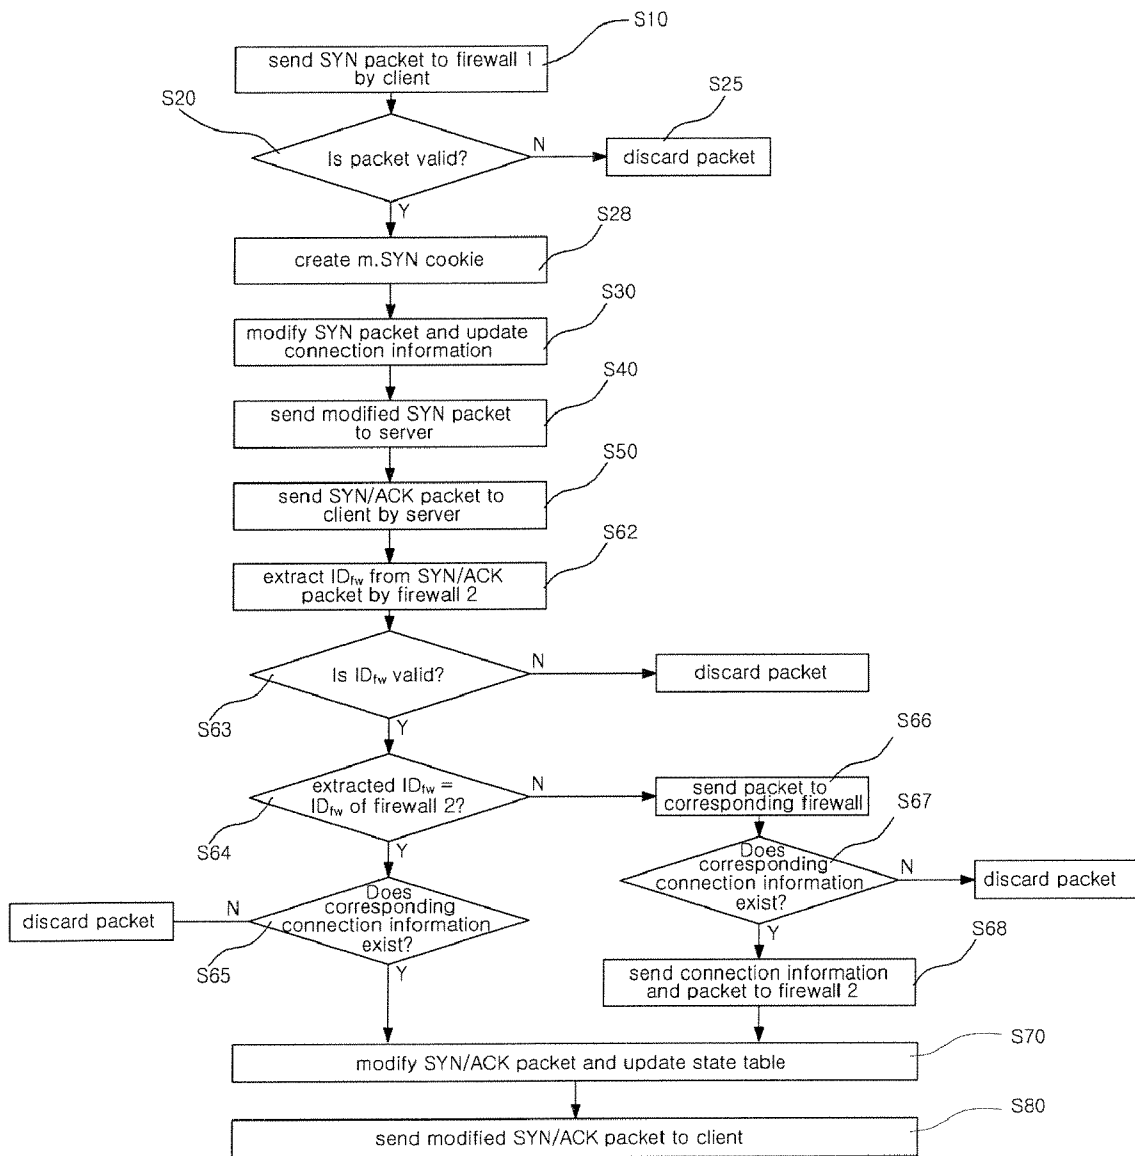 S10
send SYN packet to firewall 1
by client
S20
S25
Is packet valid?
N
discard packet
Y
S28
create m.SYN cookie
S30
modify SYN packet and update
connection information
S40
send modified SYN packet
to server
S50
send SYN/ACK packet to
client by server
S62
extract IDfw from SYN/ACK
packet by firewall 2
Is IDfw valid?
N
discard packet
S63
Y
S66
extracted IDfw =
IDfw of firewall 2?
N
send packet to
corresponding firewall
S67
S64
Y
Does
corresponding
connection information
exist?
N
discard packet
Y
Does
corresponding
connection information
exist?
N
discard packet
S65
Y
S68
send connection information
and packet to firewall 2
S70
modify SYN/ACK packet and update state table
S80
send modified SYN/ACK packet to client